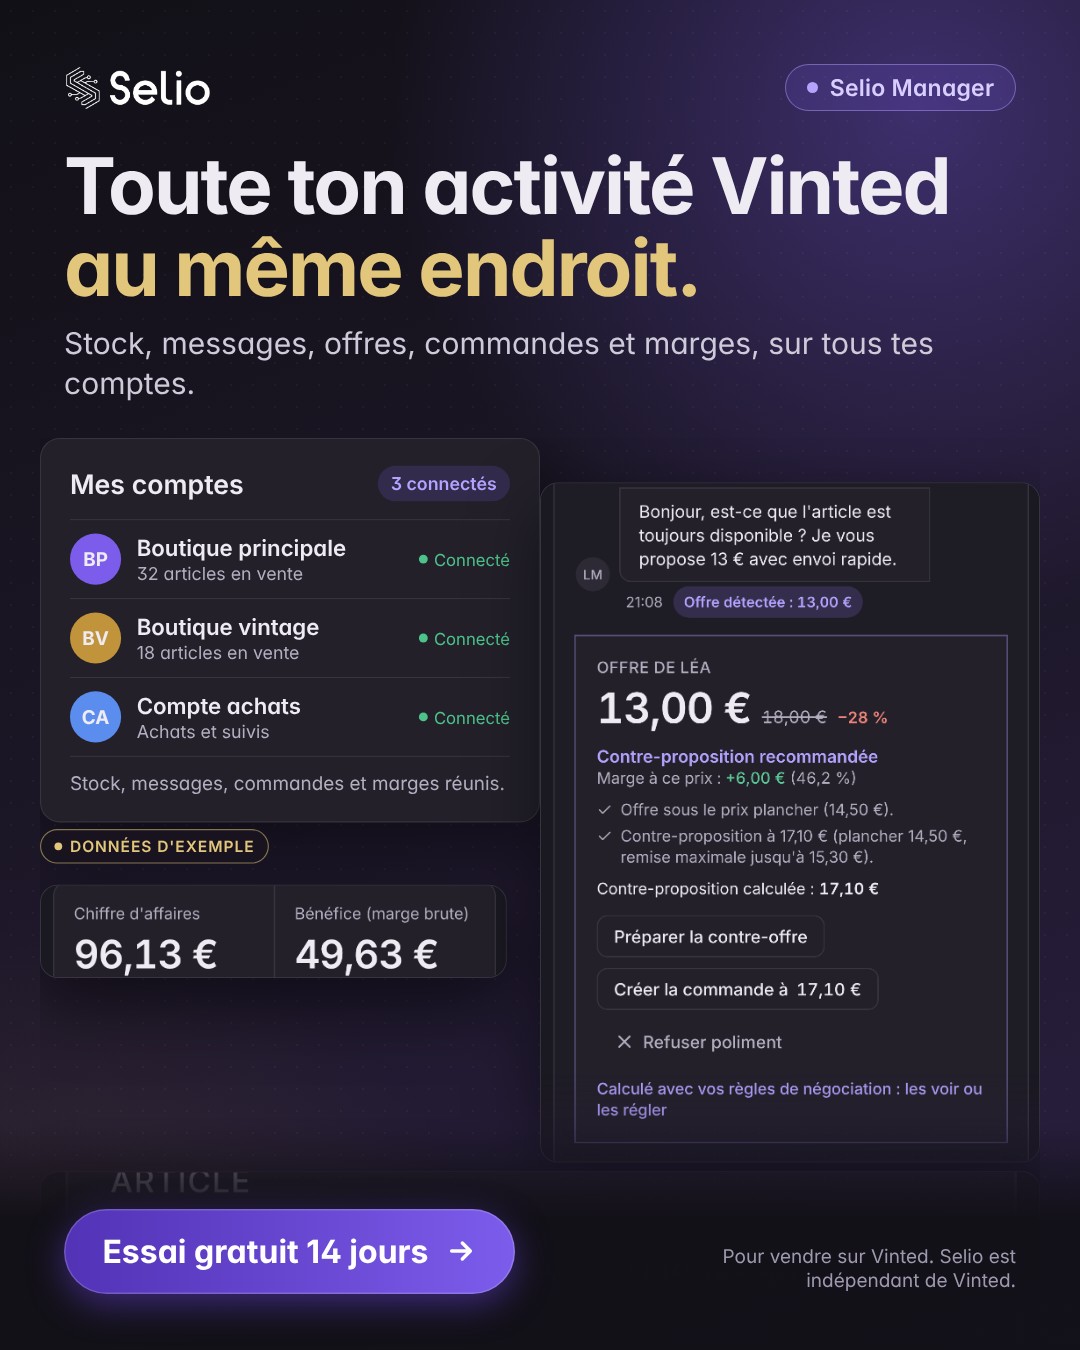 Selio
Selio Manager
Toute ton activité Vinted
au même endroit.
Stock, messages, offres, commandes et marges, sur tous tes
comptes.
Mes comptes
3 connectés
BP
Boutique principale
32 articles en vente
Connecté
BV
Boutique vintage
18 articles en vente
Connecté
CA
Compte achats
Achats et suivis
Connecté
Stock, messages, commandes et marges réunis.
DONNÉES D'EXEMPLE
Chiffre d'affaires
96,13 €
Bénéfice (marge brute)
49,63 €
Bonjour, est-ce que l'article est
toujours disponible ? Je vous
propose 13 € avec envoi rapide.
LM
21:08
Offre détectée : 13,00 €
OFFRE DE LÉA
13,00 € 18,00 € −28 %
Contre-proposition recommandée
Marge à ce prix : +6,00 € (46,2 %)
Offre sous le prix plancher (14,50 €).
Contre-proposition à 17,10 € (plancher 14,50 €,
remise maximale jusqu'à 15,30 €).
Contre-proposition calculée : 17,10 €
Préparer la contre-offre
Créer la commande à 17,10 €
Refuser poliment
Calculé avec vos règles de négociation : les voir ou
les régler
ARTICLE
Essai gratuit 14 jours →
Pour vendre sur Vinted. Selio est
indépendant de Vinted.